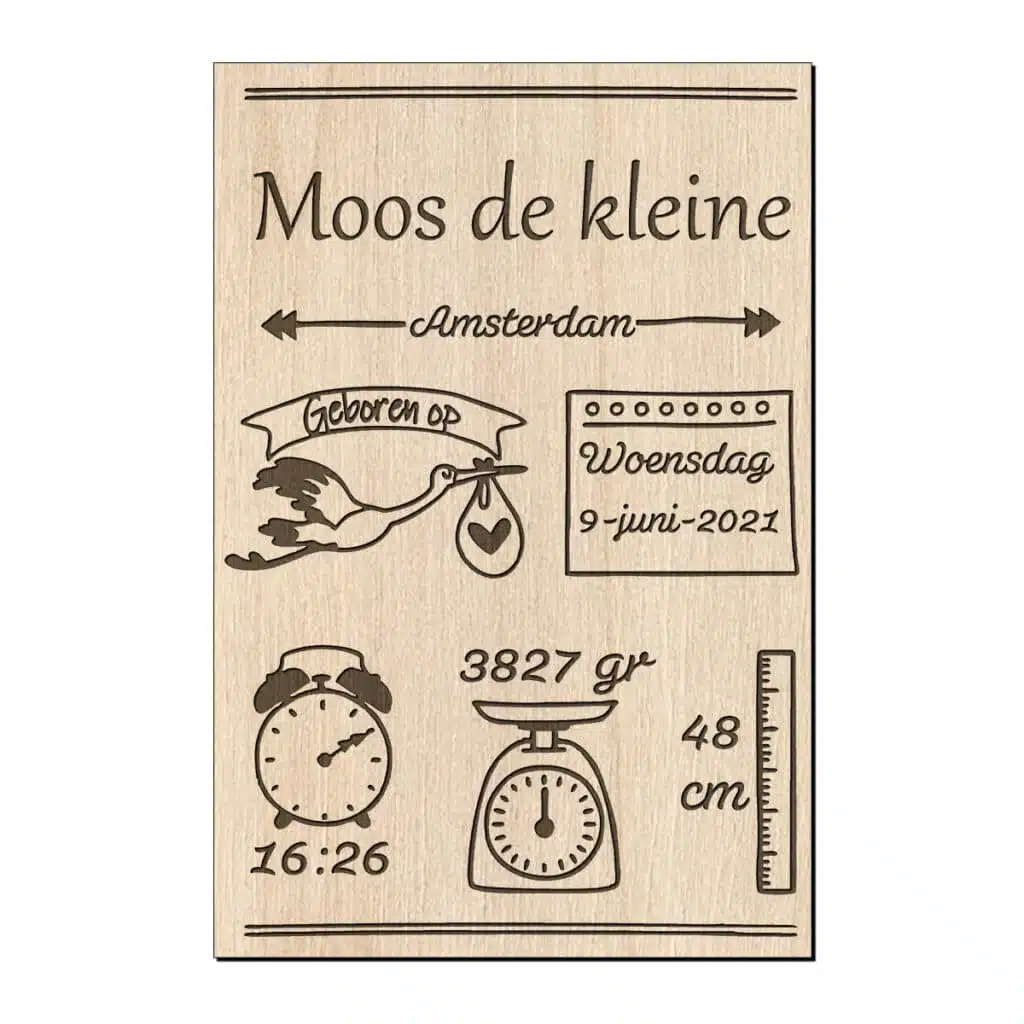 Moos de kleine
Amsterdam
Geboren op
Woensdag
9-juni-2021
16:26
3827 gr
48
cm